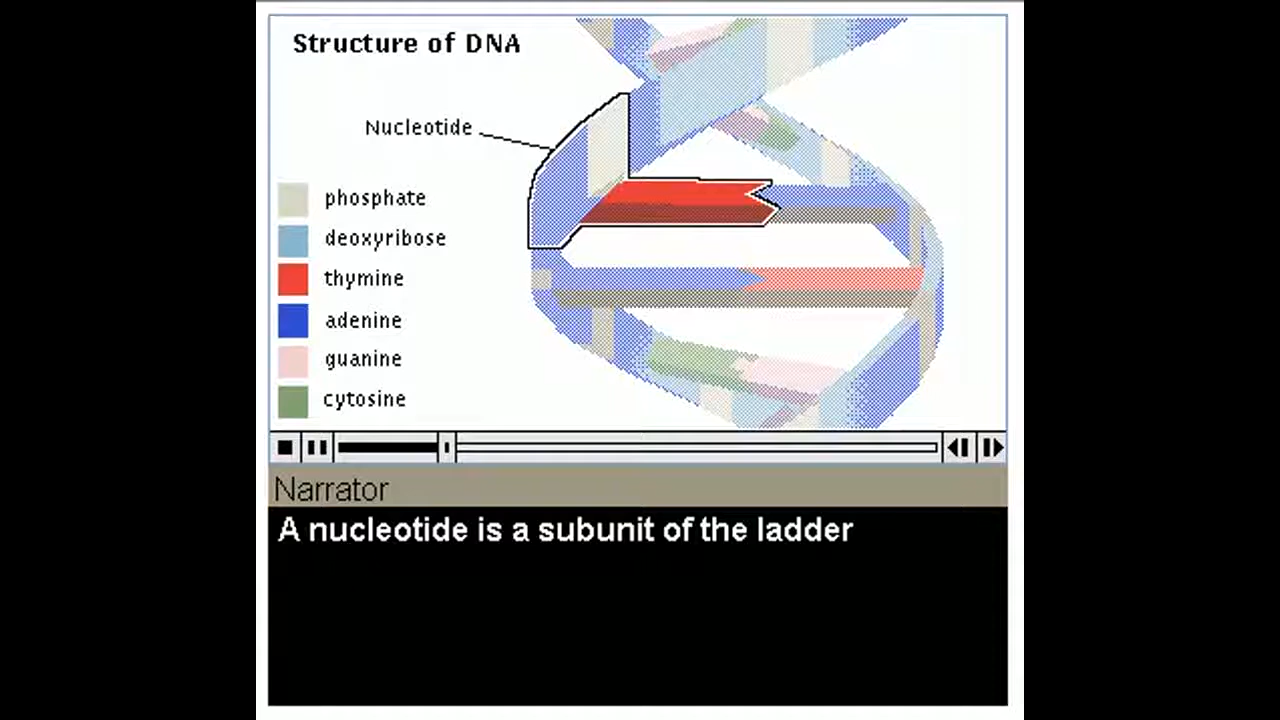 Structure of DNA
Nucleotide
phosphate
deoxyribose
thymine
adenine
guanine
cytosine
Narrator
A nucleotide is a subunit of the ladder